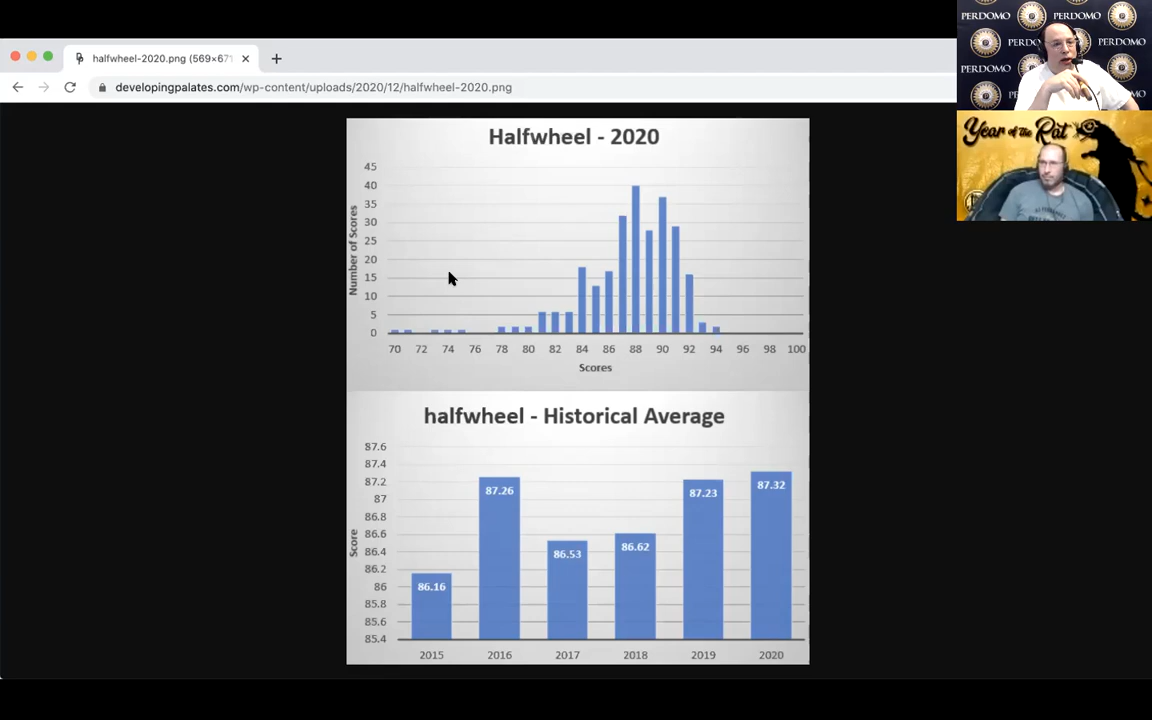 halfwheel-2020.png (569×671
developingpalates.com/wp-content/uploads/2020/12/halfwheel-2020.png
PERDOMO PERDOMO
PERDOMO
PERDOMO
Year of the Rat
Halfwheel - 2020
Number of Scores
45
40
35
30
25
20
15
10
5
0
70 72 74 76 78 80 82 84 86 88 90 92 94 96 98 100
Scores
halfwheel - Historical Average
Score
87.6
87.4
87.2
87
86.8
86.6
86.4
86.2
86
85.8
85.6
85.4
86.16 87.26 86.53 86.62 87.23 87.32
2015 2016 2017 2018 2019 2020